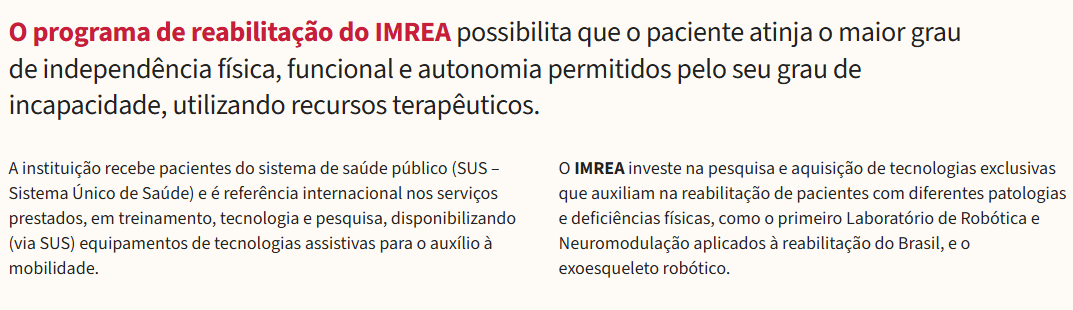 O programa de reabilitação do IMREA possibilita que o paciente atinja o maior grau
de independência física, funcional e autonomia permitidos pelo seu grau de
incapacidade, utilizando recursos terapêuticos.
A instituição recebe pacientes do sistema de saúde público (SUS –
Sistema Único de Saúde) e é referência internacional nos serviços
prestados, em treinamento, tecnologia e pesquisa, disponibilizando
(via SUS) equipamentos de tecnologias assistivas para o auxílio à
mobilidade.
O IMREA investe na pesquisa e aquisição de tecnologias exclusivas
que auxiliam na reabilitação de pacientes com diferentes patologias
e deficiências físicas, como o primeiro Laboratório de Robótica e
Neuromodulação aplicados à reabilitação do Brasil, e o
exoesqueleto robótico.